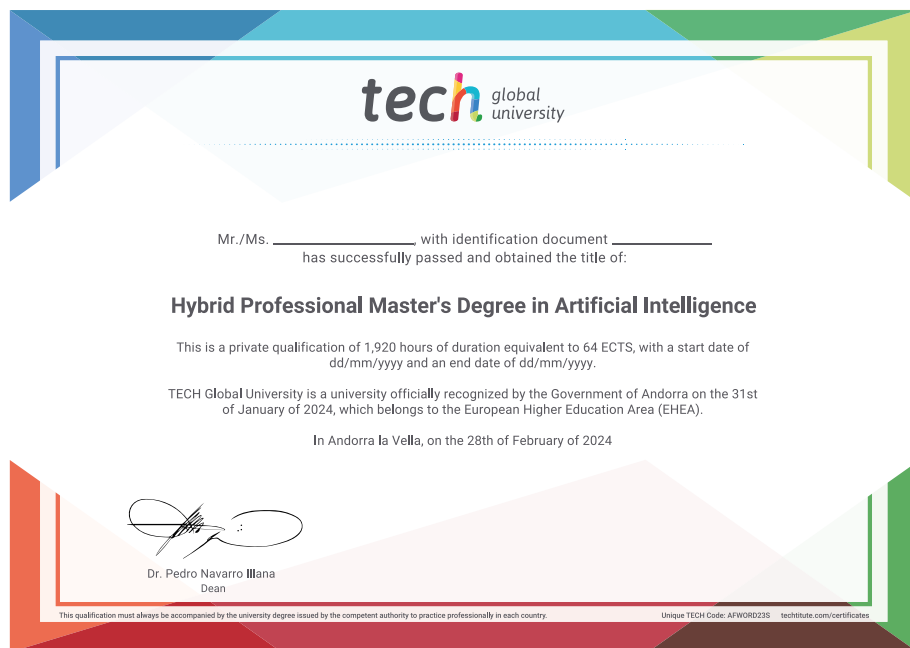 tech global
university
Mr./Ms. ____________, with identification document ____________
has successfully passed and obtained the title of:
Hybrid Professional Master's Degree in Artificial Intelligence
This is a private qualification of 1,920 hours of duration equivalent to 64 ECTS, with a start date of
dd/mm/yyyy and an end date of dd/mm/yyyy.
TECH Global University is a university officially recognized by the Government of Andorra on the 31st
of January of 2024, which belongs to the European Higher Education Area (EHEA).
In Andorra la Vella, on the 28th of February of 2024
Dr. Pedro Navarro Illana
Dean
This qualification must always be accompanied by the university degree issued by the competent authority to practice professionally in each country.
Unique TECH Code: AFWORD23S techtitute.com/certificates